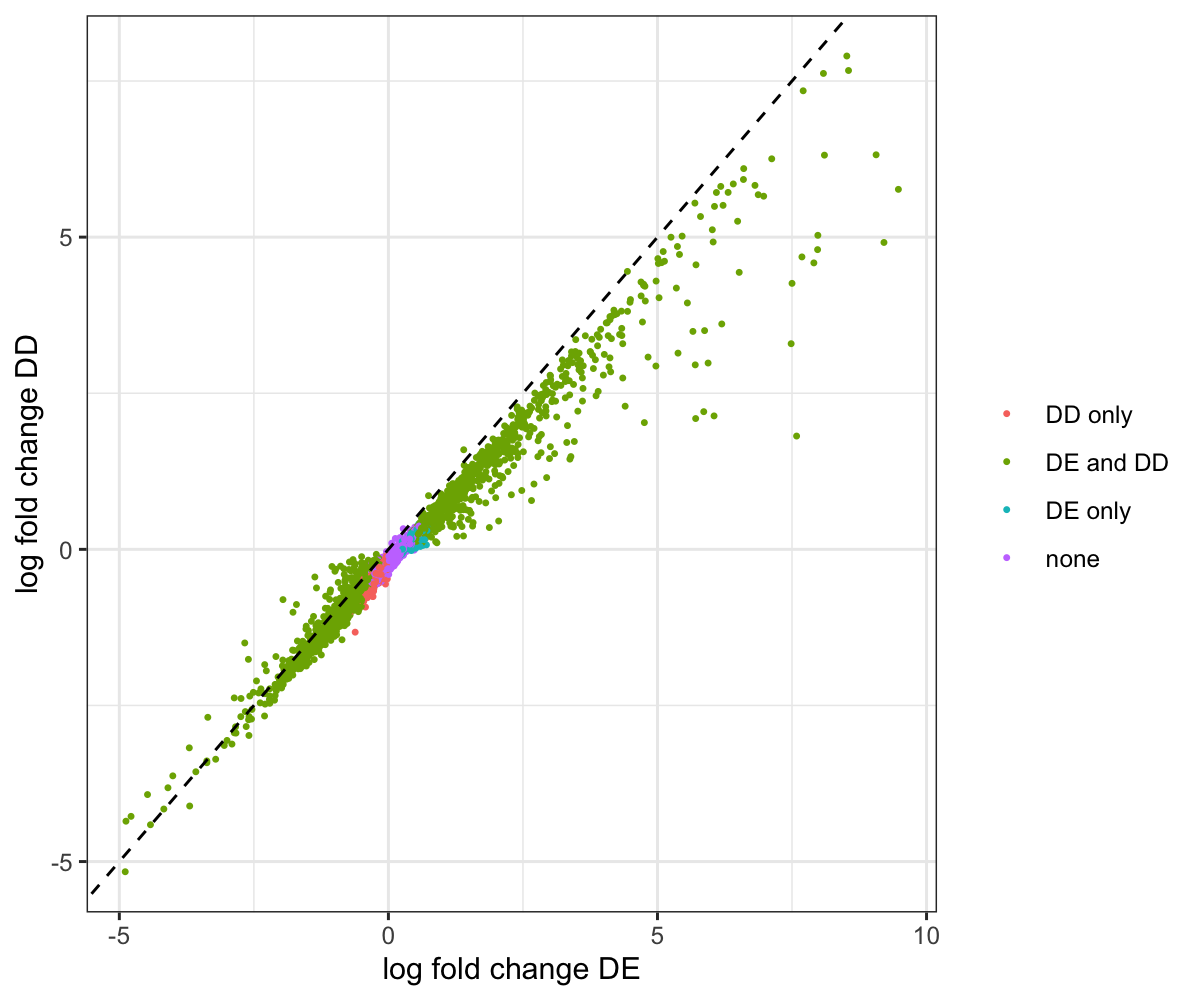 5
0
-5
-5
0
5
10
log fold change DE
log fold change DD
DD only
DE and DD
DE only
none